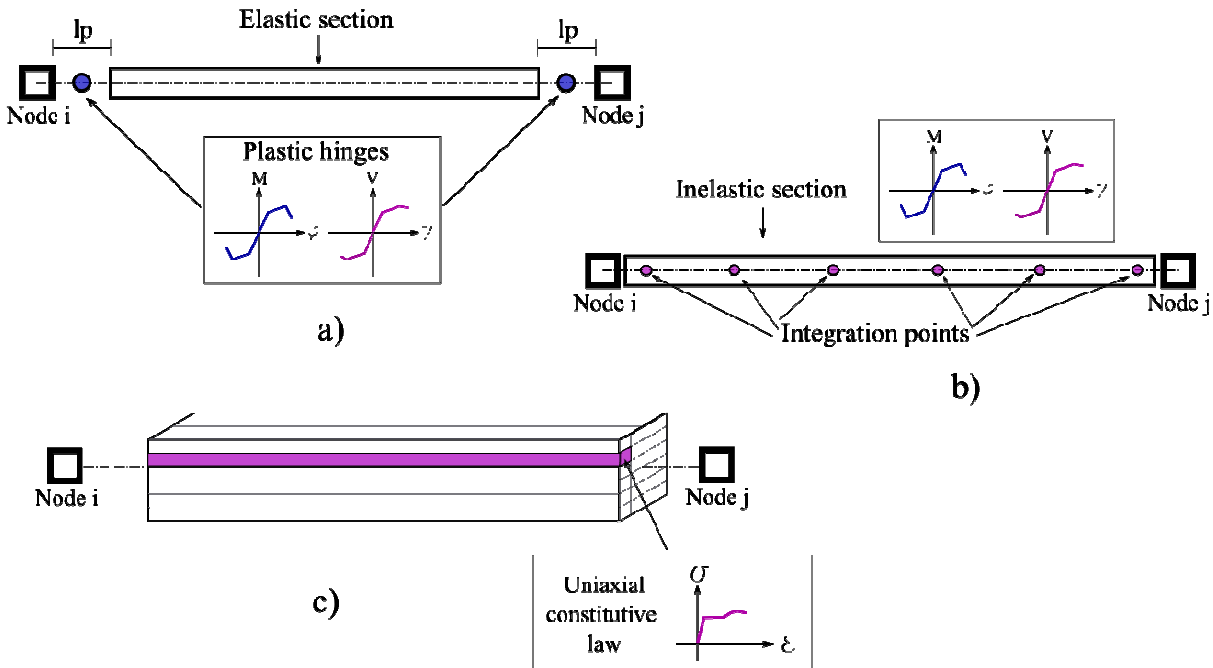 Elastic section
lp
lp
Node i
Node j
Plastic hinges
M
V
φ
γ
a)
Inelastic section
M
V
γ
Node i
Node j
Integration points
b)
Node i
Node j
c)
Uniaxial
constitutive
law
σ
ε